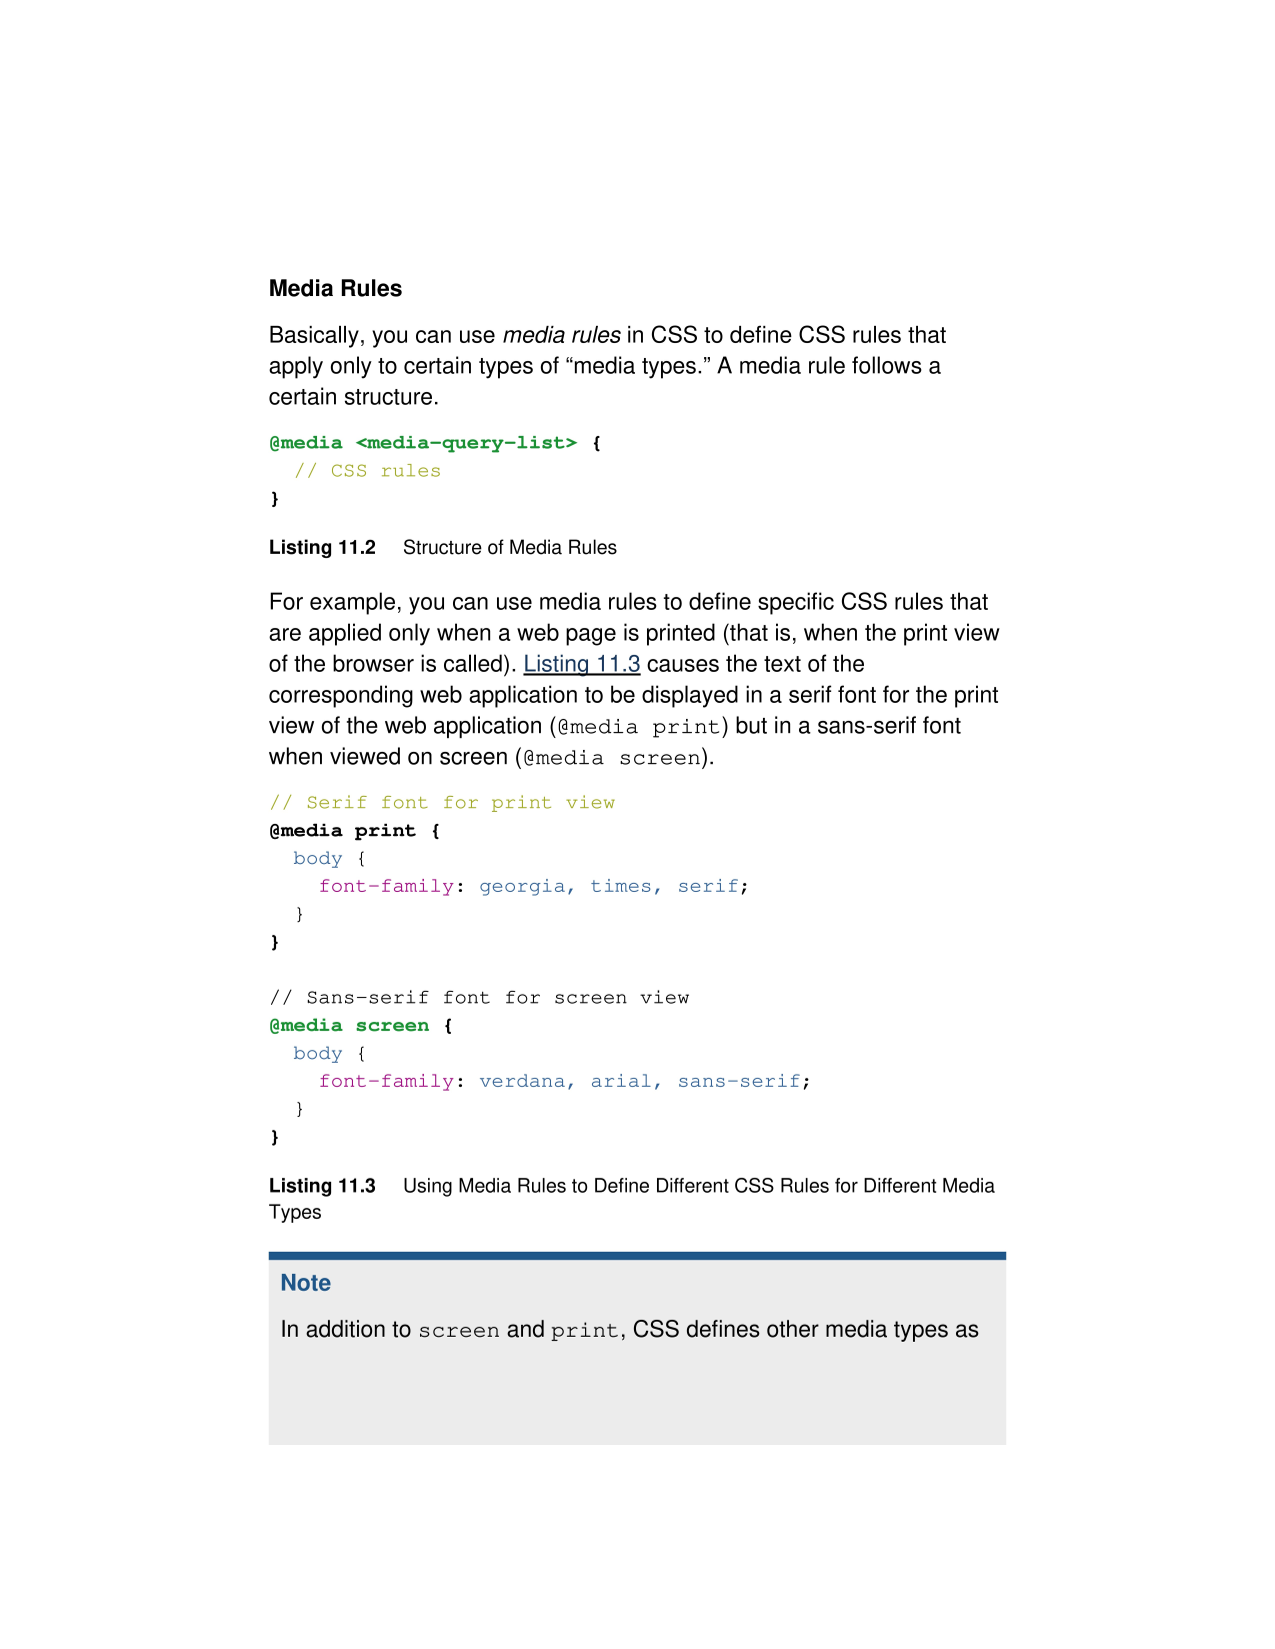 Media Rules
Basically, you can use media rules in CSS to define CSS rules that
apply only to certain types of “media types.” A media rule follows a
certain structure.
@media <media-query-list> {
  // CSS rules
}
Listing 11.2 Structure of Media Rules
For example, you can use media rules to define specific CSS rules that
are applied only when a web page is printed (that is, when the print view
of the browser is called). Listing 11.3 causes the text of the
corresponding web application to be displayed in a serif font for the print
view of the web application (@media print) but in a sans-serif font
when viewed on screen (@media screen).
// Serif font for print view
@media print {
  body {
    font-family: georgia, times, serif;
  }
}
// Sans-serif font for screen view
@media screen {
  body {
    font-family: verdana, arial, sans-serif;
  }
}
Listing 11.3 Using Media Rules to Define Different CSS Rules for Different Media
Types
Note
In addition to screen and print, CSS defines other media types as